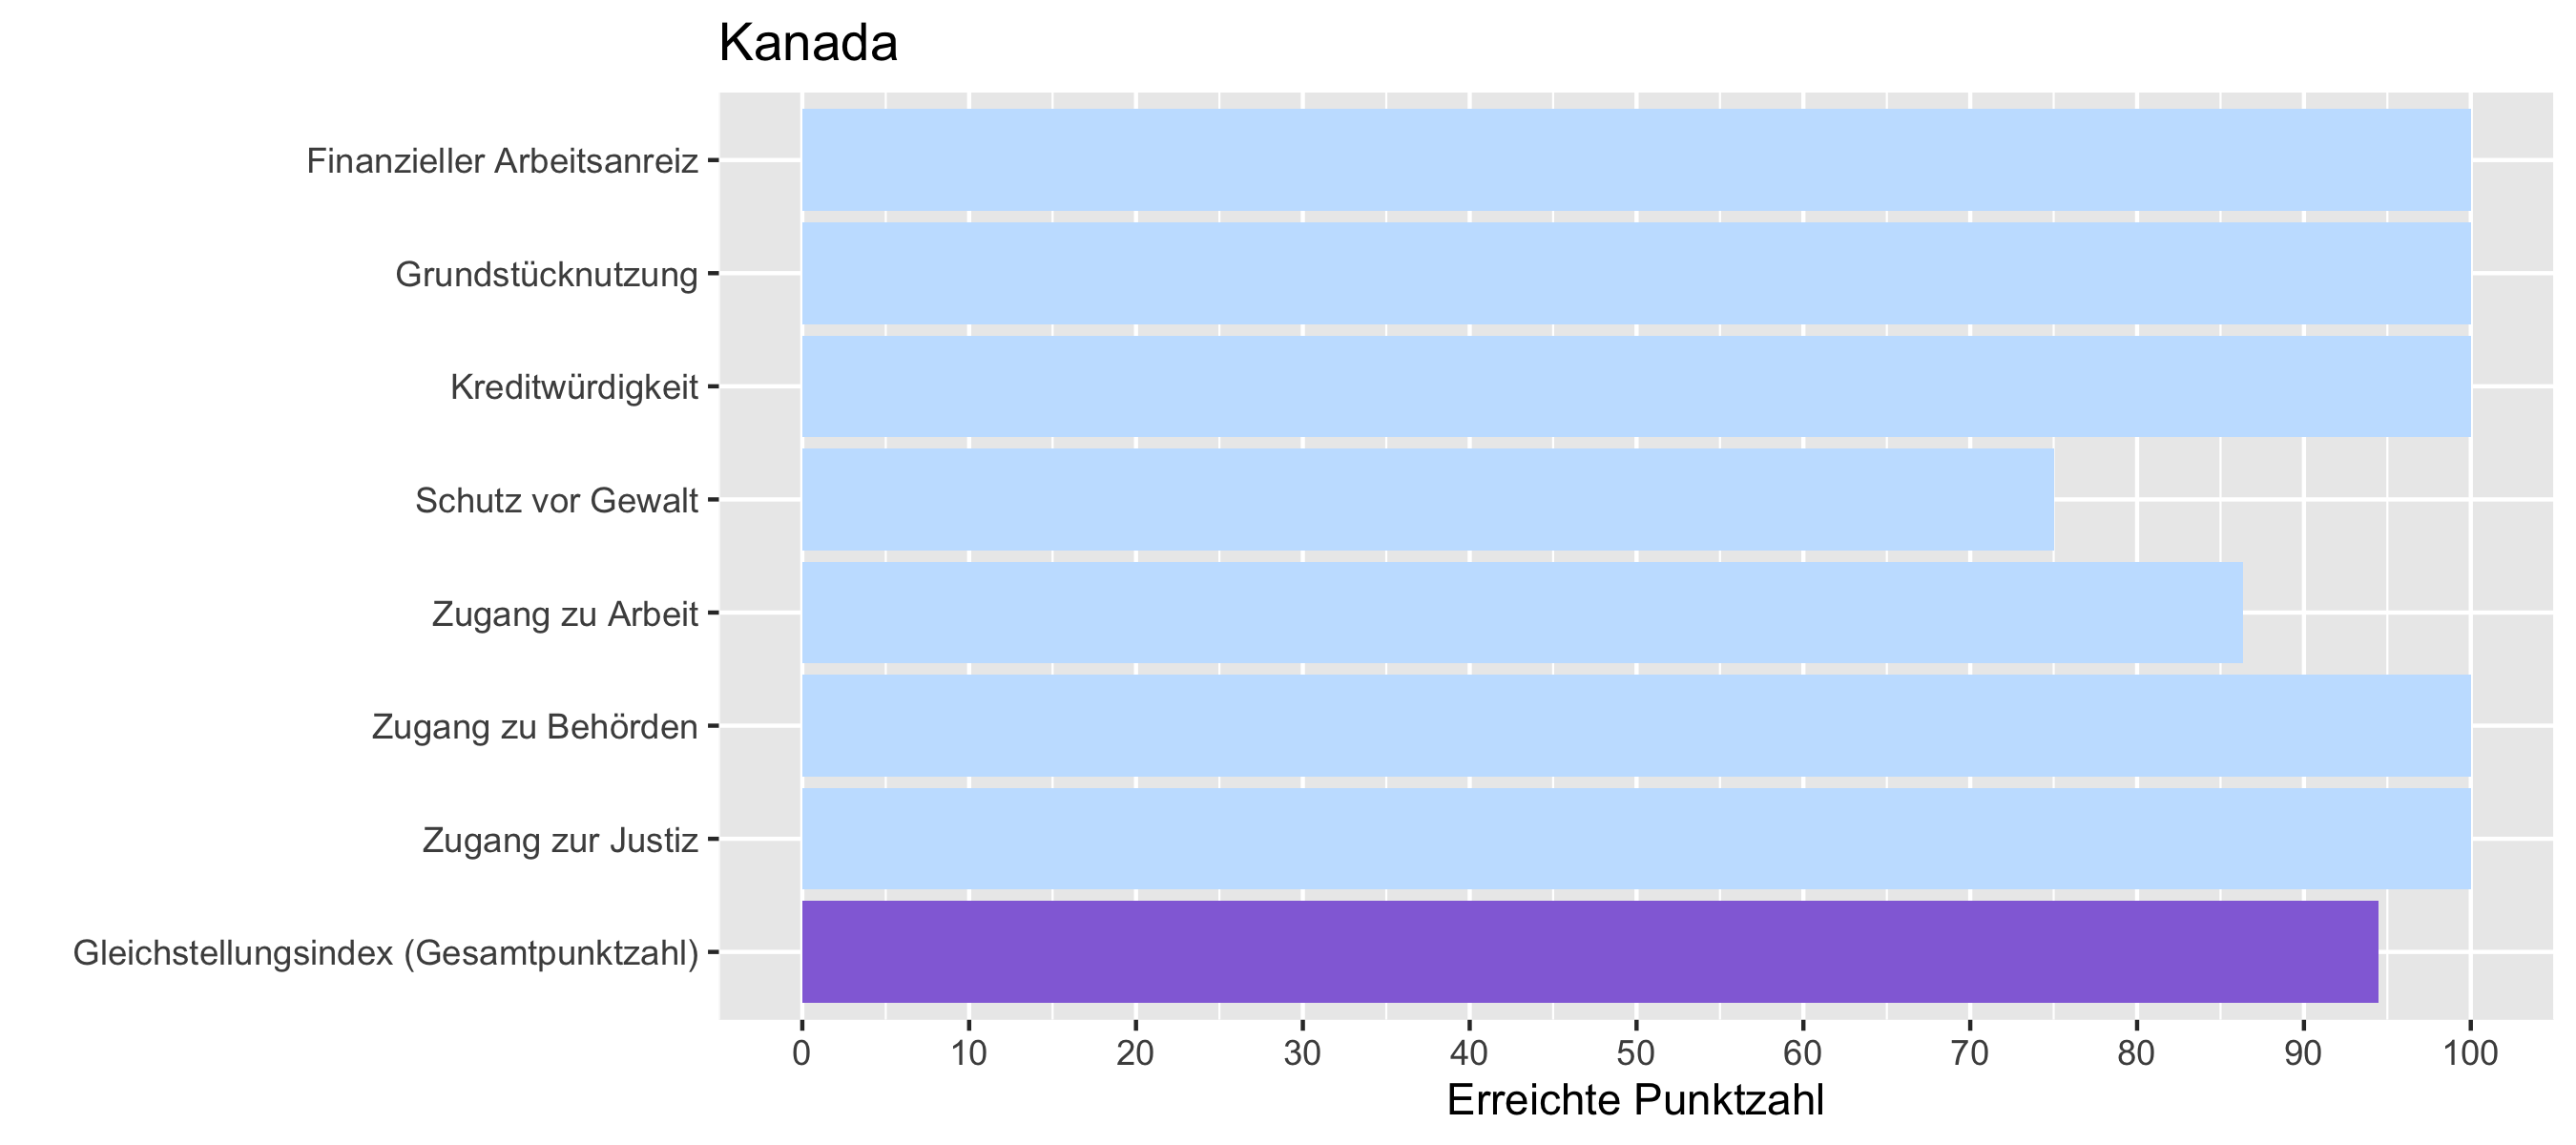 Kanada
Finanzieller Arbeitsanreiz
Grundstücknutzung
Kreditwürdigkeit
Schutz vor Gewalt
Zugang zu Arbeit
Zugang zu Behörden
Zugang zur Justiz
Gleichstellungsindex (Gesamtpunktzahl)
0 10 20 30 40 50 60 70 80 90 100
Erreichte Punktzahl